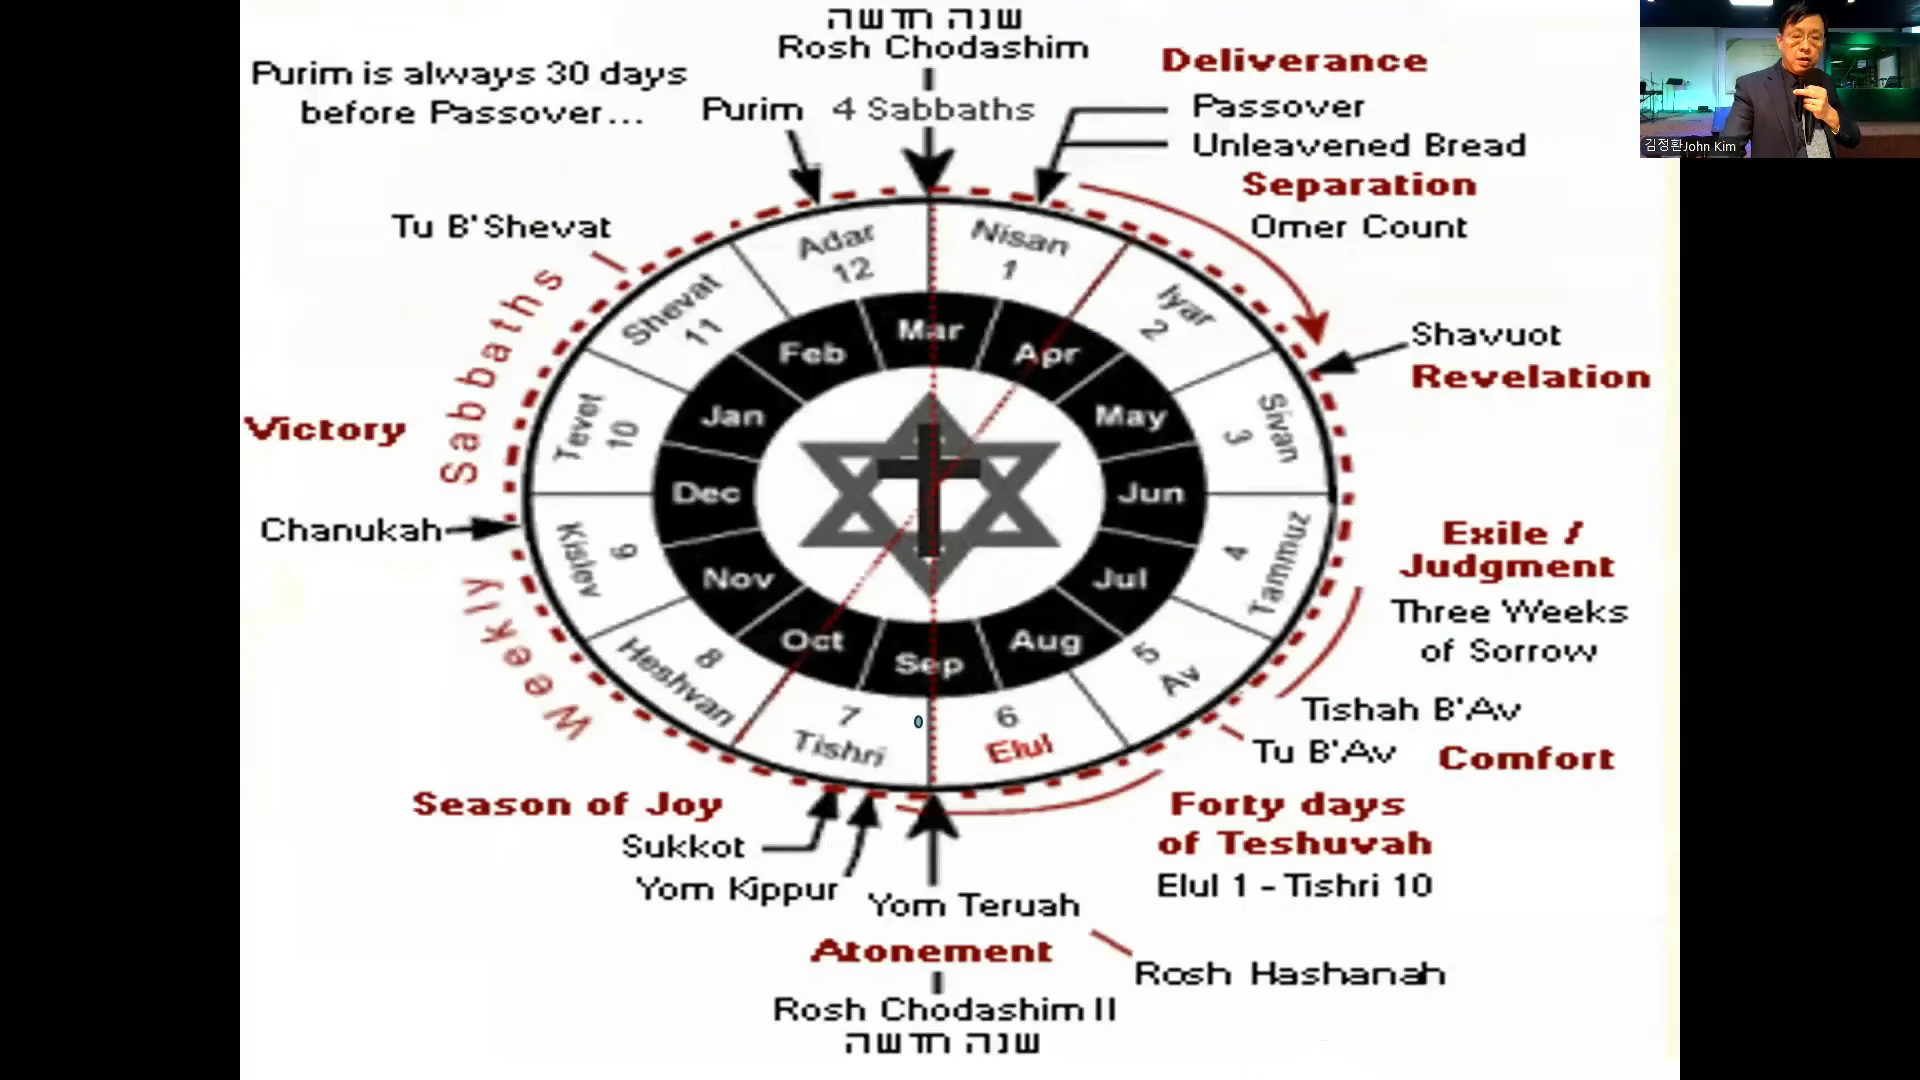 שנה חדשה
Rosh Chodashim
Purim is always 30 days
before Passover...
Purim
4 Sabbaths
Deliverance
Passover
Unleavened Bread
Separation
Omer Count
Tu B'Shevat
Shavuot
Revelation
Victory
Weekly Sabbaths
Chanukah
Exile /
Judgment
Three Weeks
of Sorrow
Tishah B'Av
Tu B'Av
Comfort
Forty days
of Teshuvah
Elul 1 - Tishri 10
Season of Joy
Sukkot
Yom Kippur
Yom Teruah
Atonement
Rosh Hashanah
Rosh Chodashim II
שנה חדשה
Nisan
1
Iyar
2
Sivan
3
Tammuz
4
Av
5
Elul
6
Tishri
7
Heshvan
8
Kislev
9
Tevet
10
Shevat
11
Adar
12
Jan
Feb
Mar
Apr
May
Jun
Jul
Aug
Sep
Oct
Nov
Dec
김정환John Kim